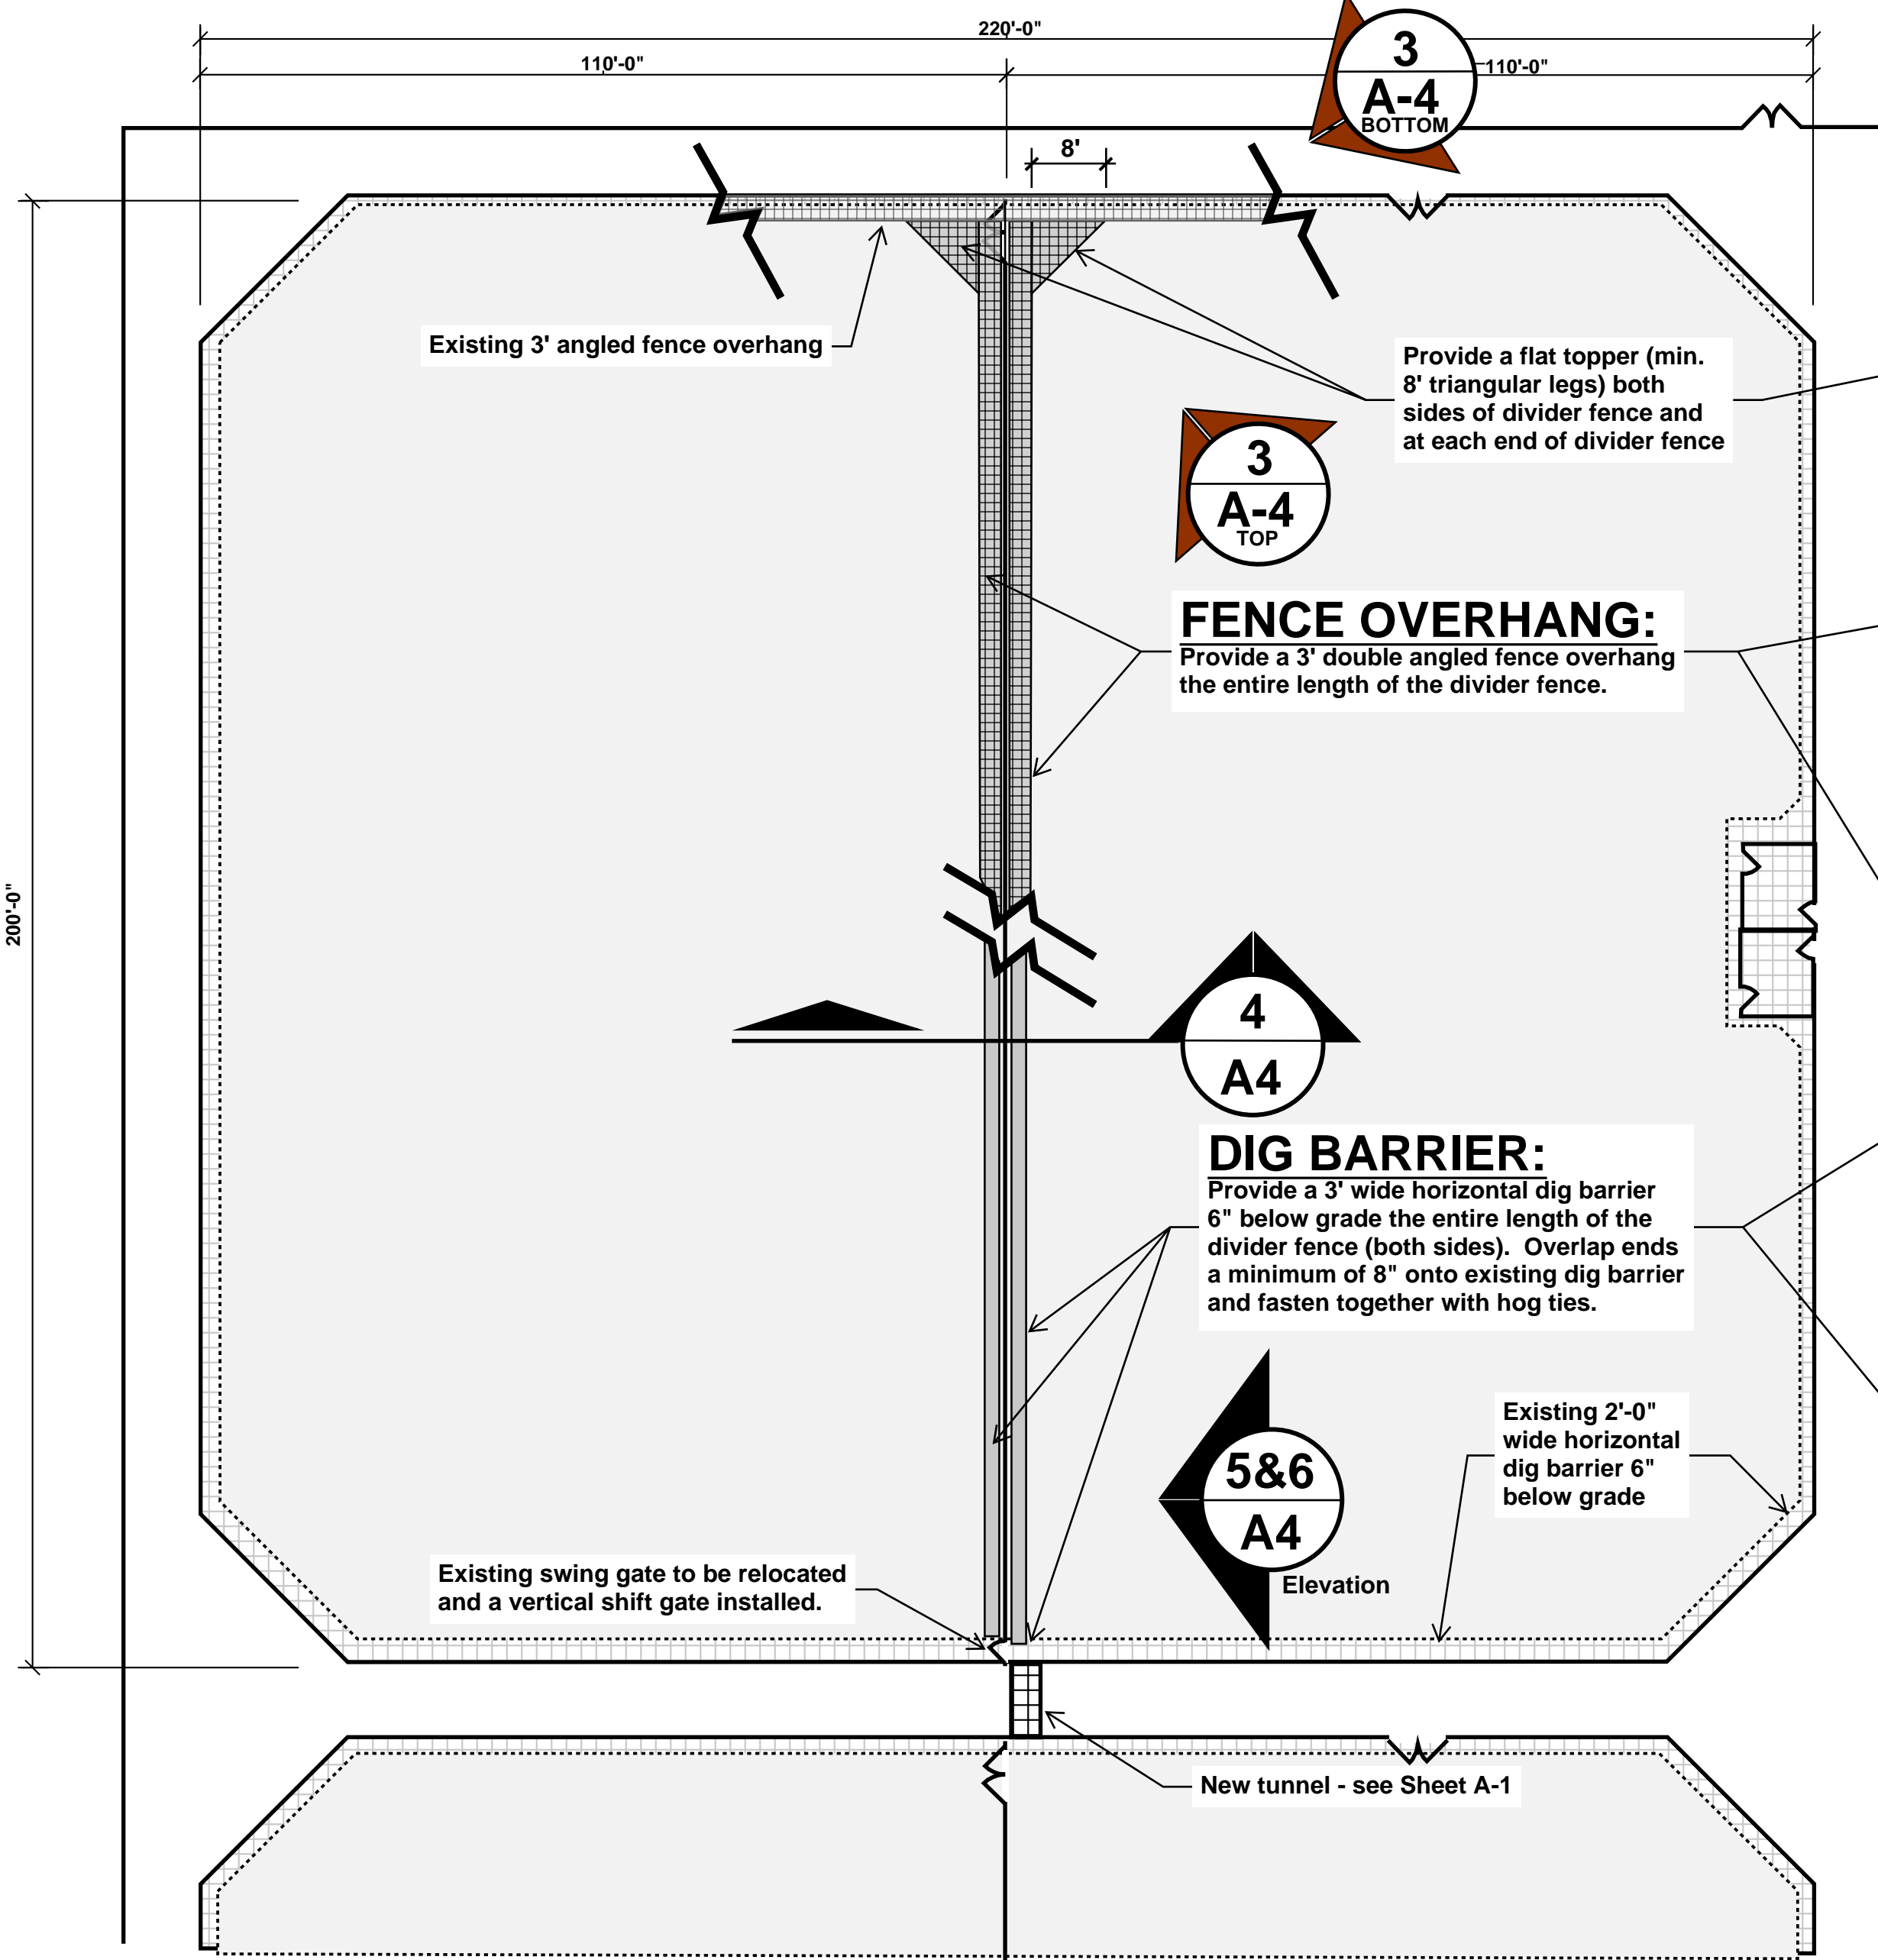 220'-0"
110'-0"
110'-0"
3
A-4
BOTTOM
8'
Existing 3' angled fence overhang
Provide a flat topper (min.
8' triangular legs) both
sides of divider fence and
at each end of divider fence
3
A-4
TOP
FENCE OVERHANG:
Provide a 3' double angled fence overhang
the entire length of the divider fence.
200'-0"
4
A4
DIG BARRIER:
Provide a 3' wide horizontal dig barrier
6" below grade the entire length of the
divider fence (both sides).  Overlap ends
a minimum of 8" onto existing dig barrier
and fasten together with hog ties.
5&6
A4
Elevation
Existing 2'-0"
wide horizontal
dig barrier 6"
below grade
Existing swing gate to be relocated
and a vertical shift gate installed.
New tunnel - see Sheet A-1